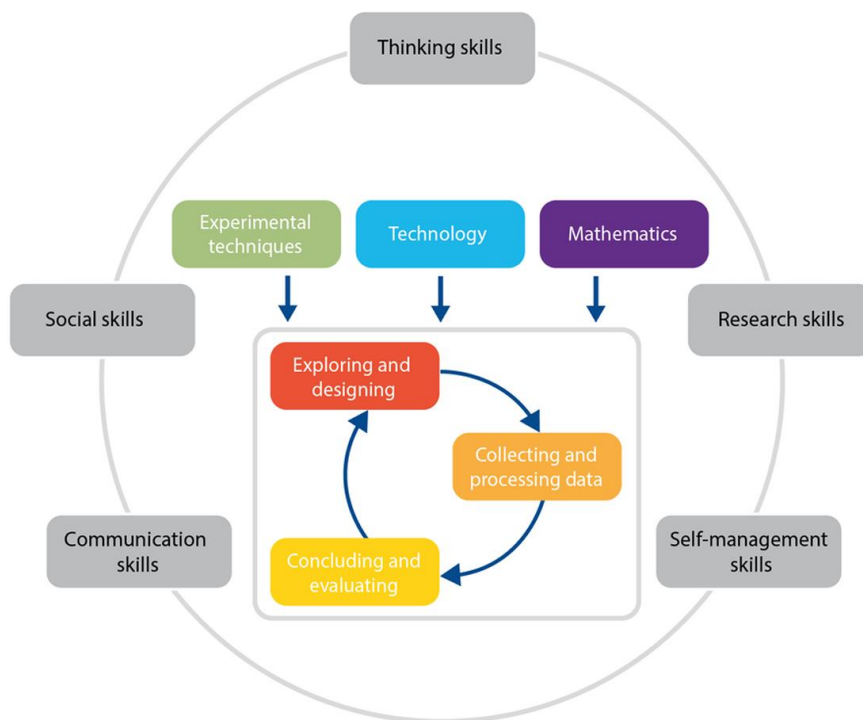 Thinking skills
Experimental
techniques
Technology
Mathematics
Social skills
Research skills
Exploring and
designing
Collecting and
processing data
Communication
skills
Self-management
skills
Concluding and
evaluating